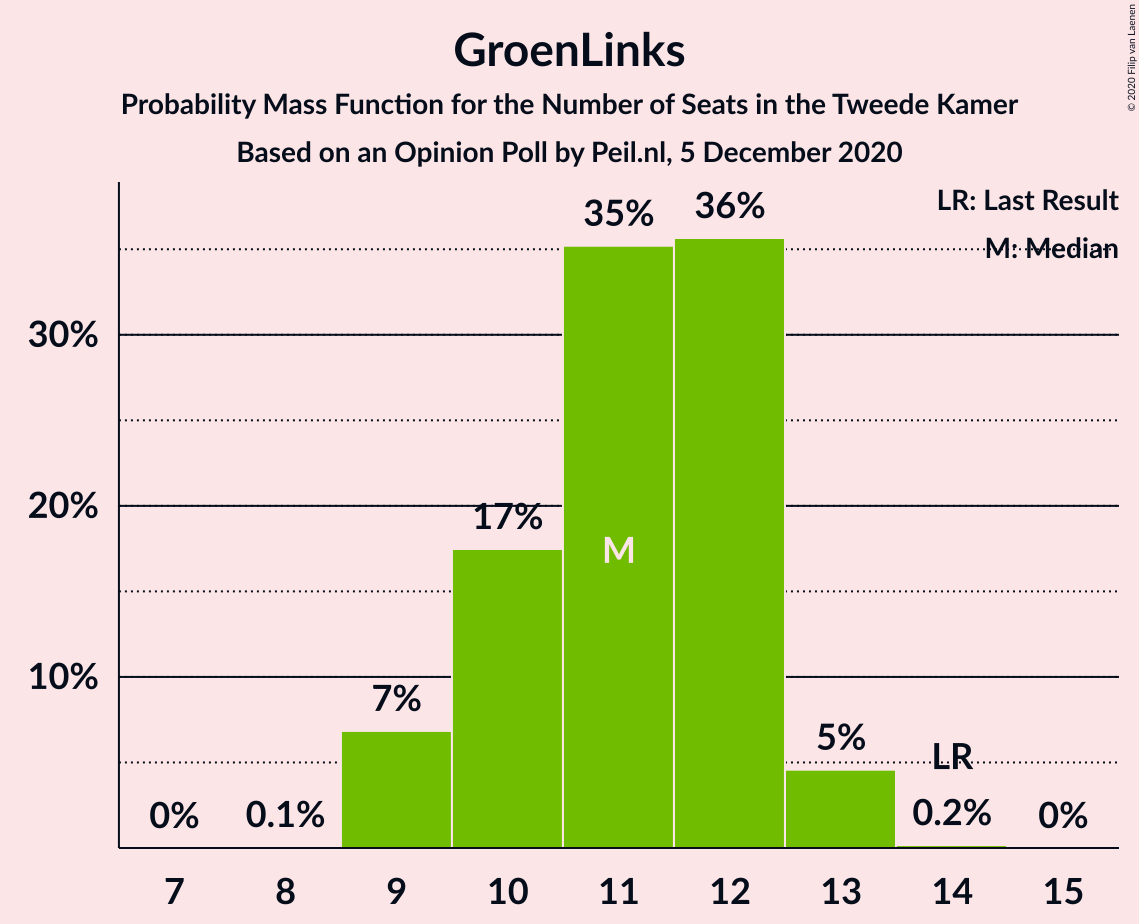 GroenLinks
Probability Mass Function for the Number of Seats in the Tweede Kamer
Based on an Opinion Poll by Peil.nl, 5 December 2020
© 2020 Filip van Laenen
LR: Last Result
M: Median
30%
20%
10%
0%
0.1%
7%
17%
35%
36%
5%
0.2%
0%
M
LR
7
8
9
10
11
12
13
14
15